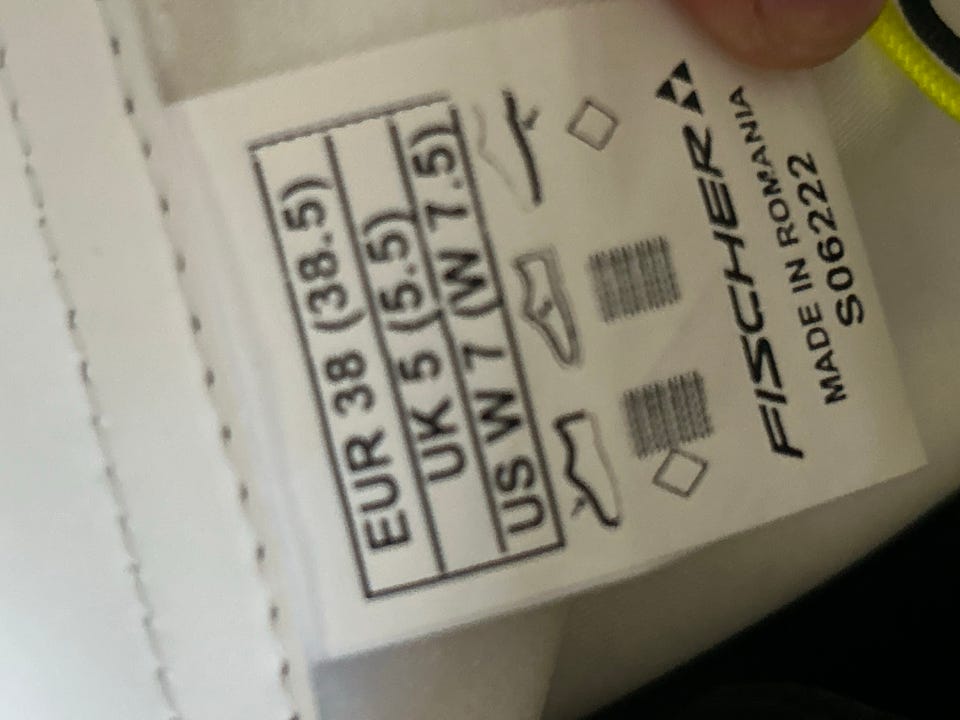 EUR 38 (38.5)
UK 5 (5.5)
US W 7 (W 7.5)
FISCHER
MADE IN ROMANIA
S06222